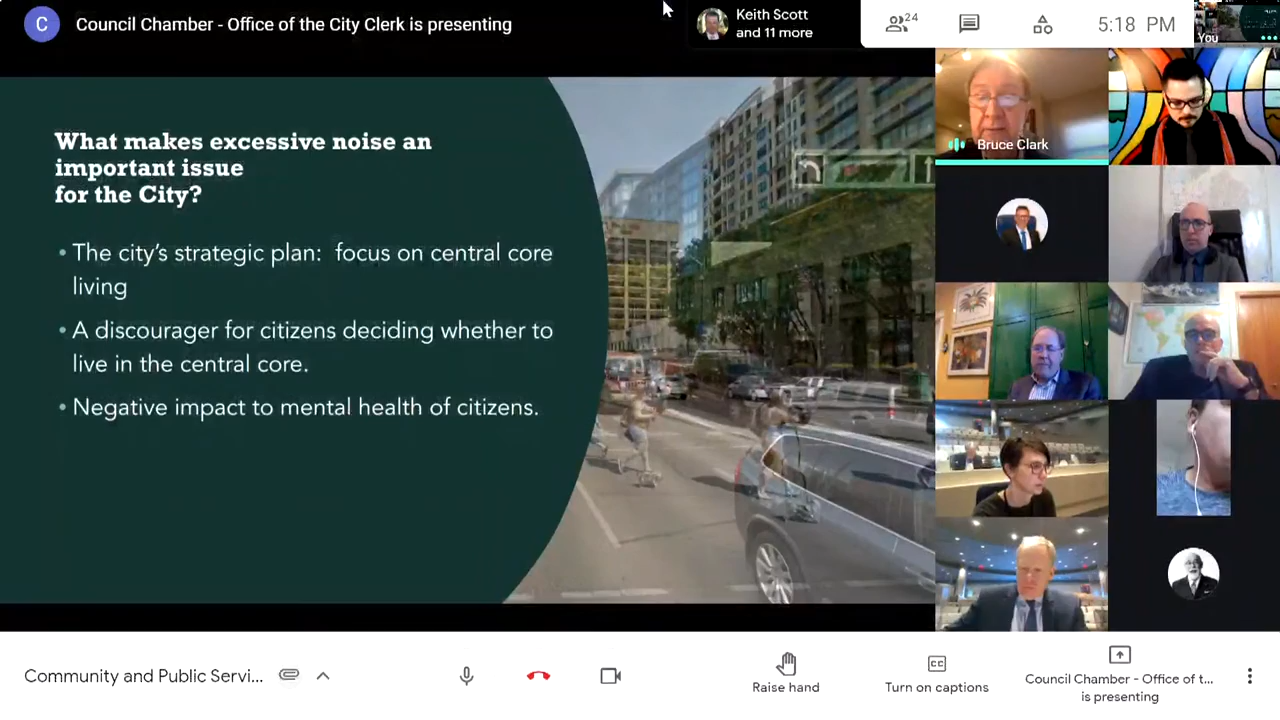 C
Council Chamber - Office of the City Clerk is presenting
Keith Scott
and 11 more
24
5:18 PM
You
What makes excessive noise an
important issue
for the City?
• The city's strategic plan: focus on central core
living
• A discourager for citizens deciding whether to
live in the central core.
• Negative impact to mental health of citizens.
Bruce Clark
Community and Public Servi...
Raise hand
CC
Turn on captions
Council Chamber - Office of t...
is presenting